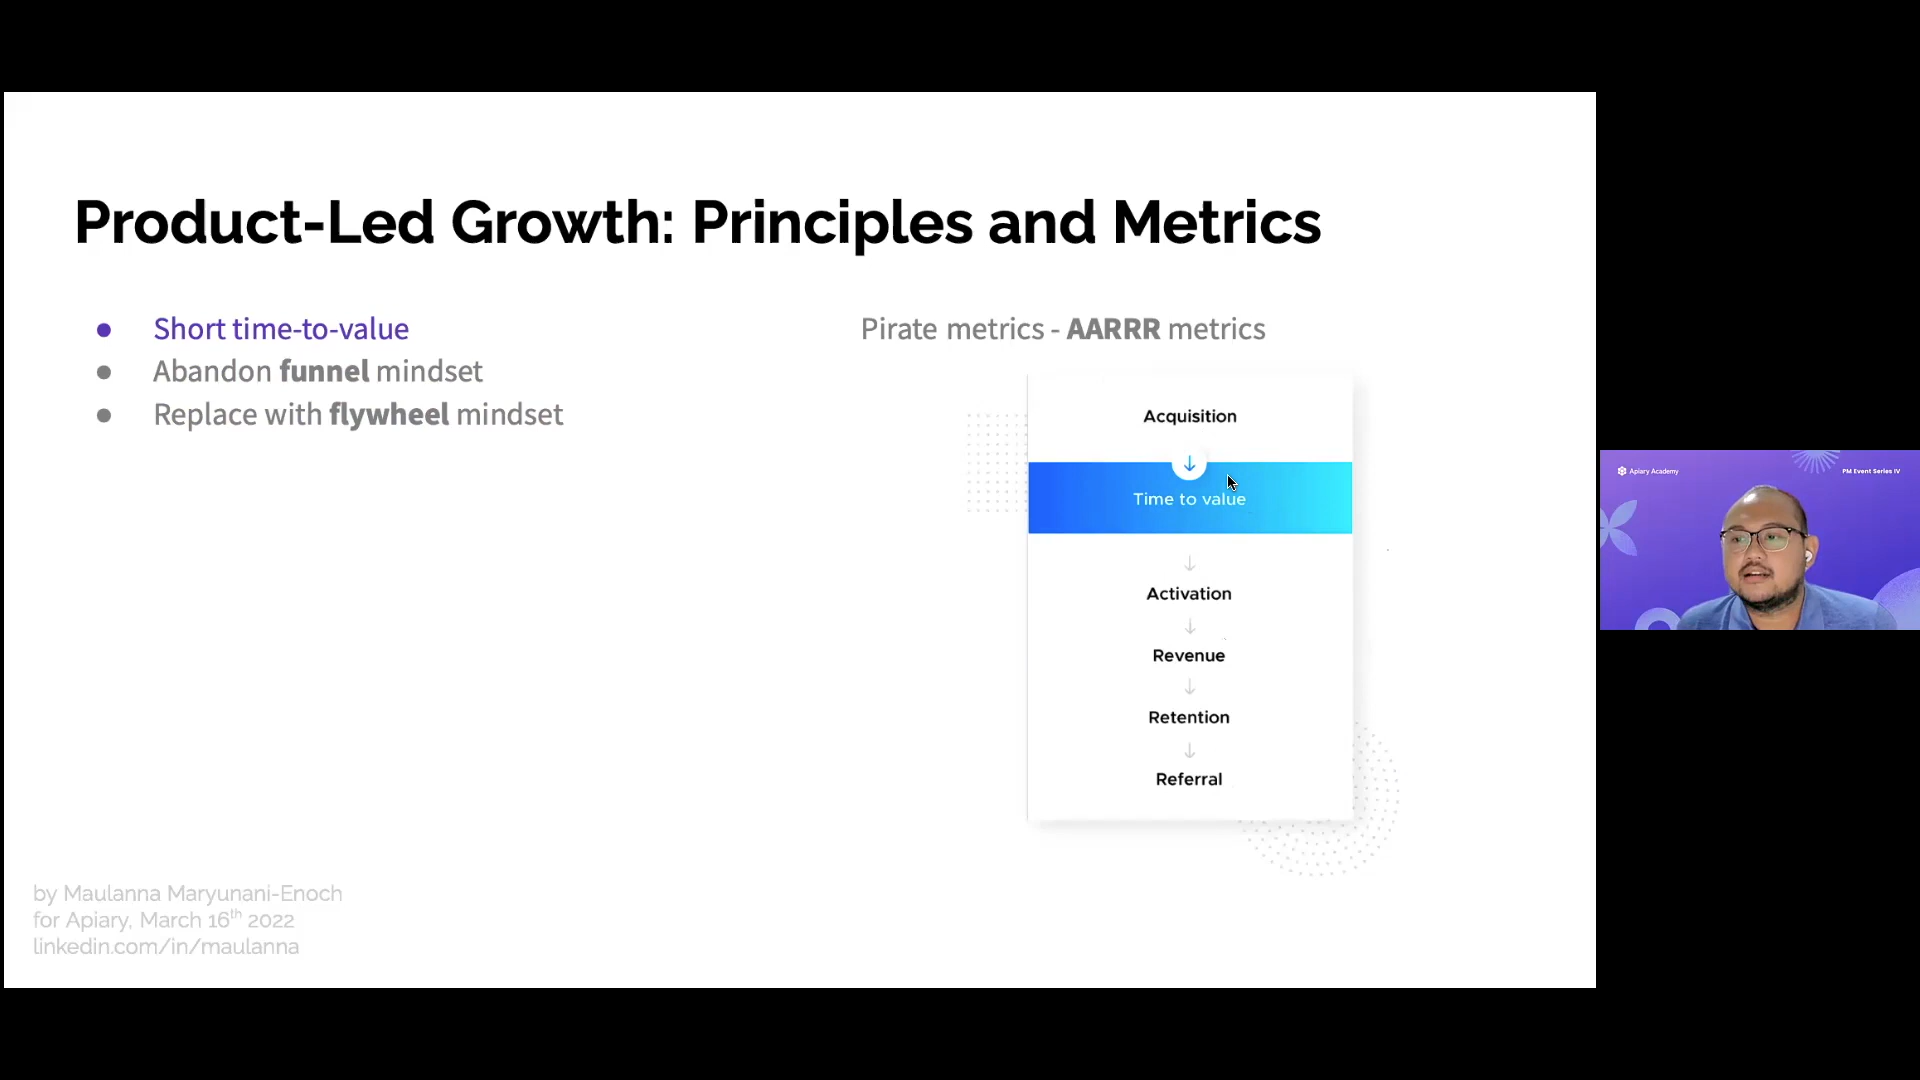 Product-Led Growth: Principles and Metrics
Short time-to-value
Abandon funnel mindset
Replace with flywheel mindset
Pirate metrics - AARRR metrics
Acquisition
Time to value
Activation
Revenue
Retention
Referral
by Maulanna Maryunani-Enoch
for Apiary, March 16th 2022
linkedin.com/in/maulanna
Apiary Academy
PM Event Series IV